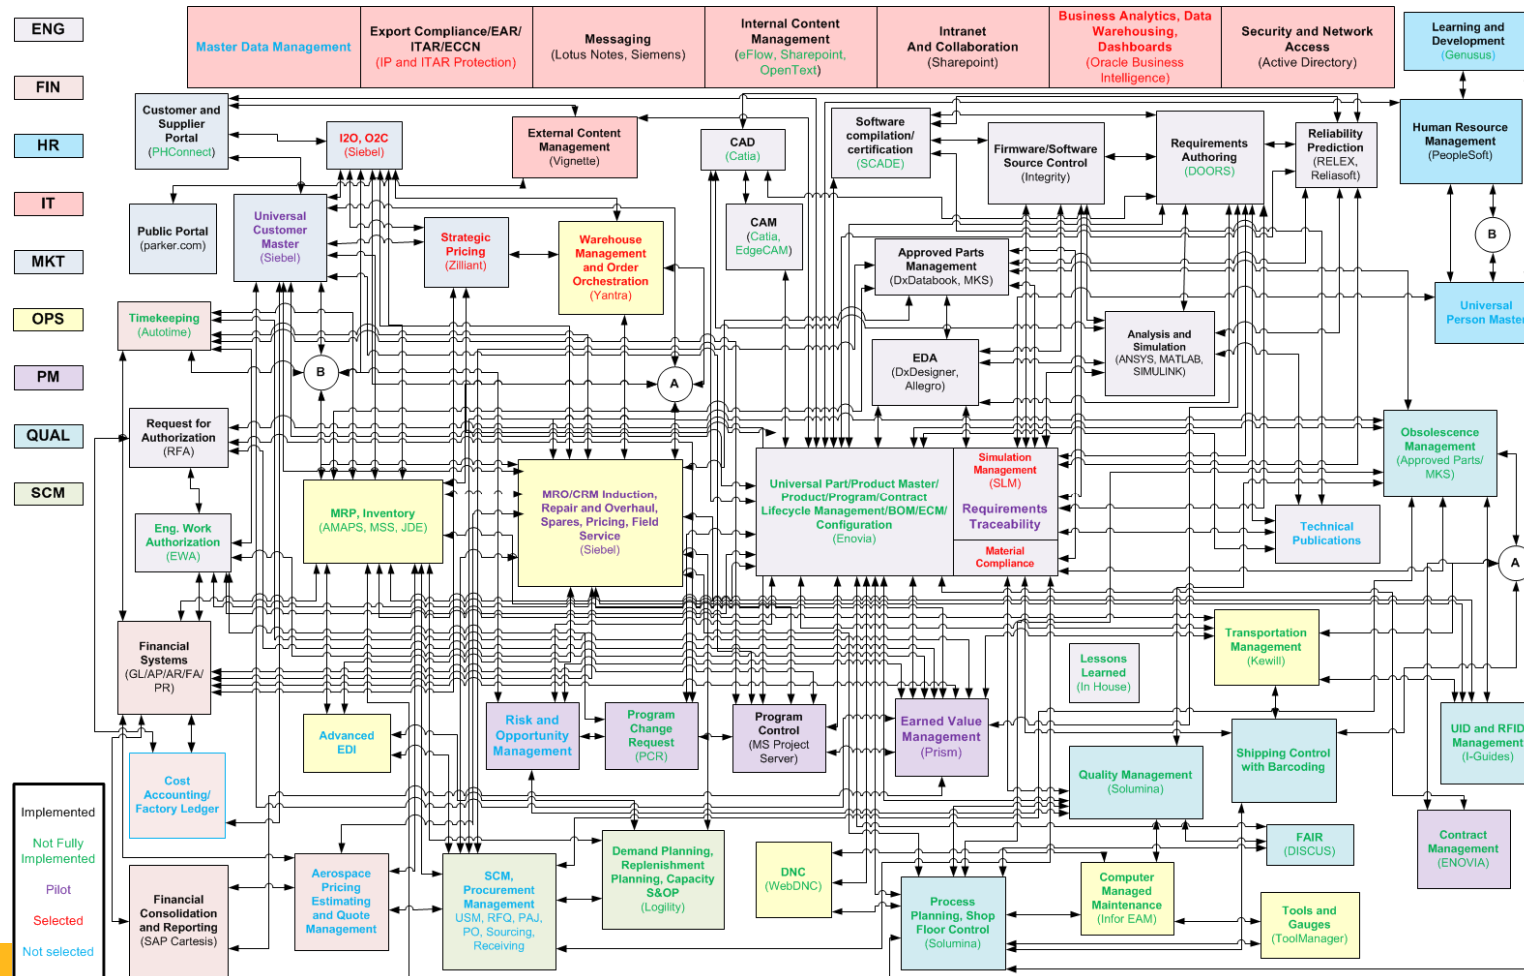 ENG
FIN
HR
IT
MKT
OPS
PM
QUAL
SCM
Implemented
Not Fully
Implemented
Pilot
Selected
Not selected
Master Data Management
Export Compliance/EAR/
ITAR/ECCN
(IP and ITAR Protection)
Messaging
(Lotus Notes, Siemens)
Internal Content
Management
(eFlow, Sharepoint,
OpenText)
Intranet
And Collaboration
(Sharepoint)
Business Analytics, Data
Warehousing,
Dashboards
(Oracle Business
Intelligence)
Security and Network
Access
(Active Directory)
Learning and
Development
(Genusus)
Customer and
Supplier
Portal
(PHConnect)
I2O, O2C
(Siebel)
External Content
Management
(Vignette)
CAD
(Catia)
Software
compilation/
certification
(SCADE)
Firmware/Software
Source Control
(Integrity)
Requirements
Authoring
(DOORS)
Reliability
Prediction
(RELEX,
Reliasoft)
Human Resource
Management
(PeopleSoft)
Public Portal
(parker.com)
Universal
Customer
Master
(Siebel)
Strategic
Pricing
(Zilliant)
Warehouse
Management
and Order
Orchestration
(Yantra)
CAM
(Catia,
EdgeCAM)
Approved Parts
Management
(DxDatabook, MKS)
B
Universal
Person Master
Timekeeping
(Autotime)
B
A
EDA
(DxDesigner,
Allegro)
Analysis and
Simulation
(ANSYS, MATLAB,
SIMULINK)
Request for
Authorization
(RFA)
Obsolescence
Management
(Approved Parts/
MKS)
Eng. Work
Authorization
(EWA)
MRP, Inventory
(AMAPS, MSS, JDE)
MRO/CRM Induction,
Repair and Overhaul,
Spares, Pricing, Field
Service
(Siebel)
Universal Part/Product Master/
Product/Program/Contract
Lifecycle Management/BOM/ECM/
Configuration
(Enovia)
Simulation
Management
(SLM)
Requirements
Traceability
Material
Compliance
Technical
Publications
A
Financial
Systems
(GL/AP/AR/FA/
PR)
Lessons
Learned
(In House)
Transportation
Management
(Kewill)
Advanced
EDI
Risk and
Opportunity
Management
Program
Change
Request
(PCR)
Program
Control
(MS Project
Server)
Earned Value
Management
(Prism)
Quality Management
(Solumina)
Shipping Control
with Barcoding
UID and RFID
Management
(I-Guides)
Cost
Accounting/
Factory Ledger
Financial
Consolidation
and Reporting
(SAP Cartesis)
Aerospace
Pricing
Estimating
and Quote
Management
SCM,
Procurement
Management
USM, RFQ, PAJ,
PO, Sourcing,
Receiving
Demand Planning,
Replenishment
Planning, Capacity
S&OP
(Logility)
DNC
(WebDNC)
Process
Planning, Shop
Floor Control
(Solumina)
Computer
Managed
Maintenance
(Infor EAM)
FAIR
(DISCUS)
Tools and
Gauges
(ToolManager)
Contract
Management
(ENOVIA)